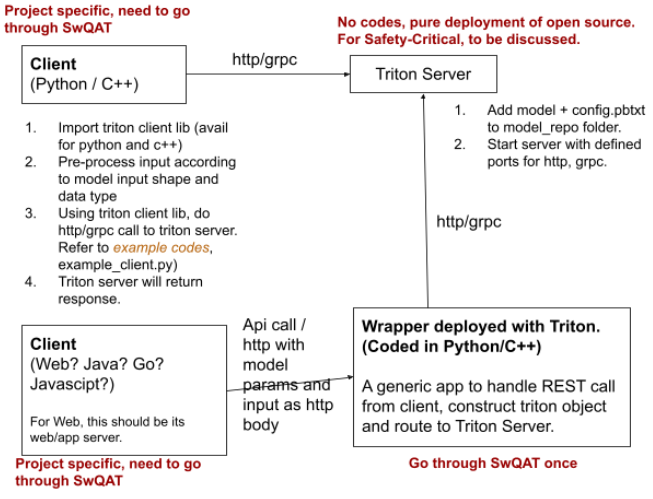 Project specific, need to go
through SwQAT
No codes, pure deployment of open source.
For Safety-Critical, to be discussed.
Client
(Python / C++)
http/grpc
Triton Server
1. Import triton client lib (avail
for python and c++)
2. Pre-process input according
to model input shape and
data type
3. Using triton client lib, do
http/grpc call to triton server.
Refer to example codes,
example_client.py)
4. Triton server will return
response.
1. Add model + config.pbtxt
to model_repo folder.
2. Start server with defined
ports for http, grpc.
http/grpc
Client
(Web? Java? Go?
Javascipt?)
For Web, this should be its
web/app server.
Api call /
http with
model
params and
input as http
body
Wrapper deployed with Triton.
(Coded in Python/C++)
A generic app to handle REST call
from client, construct triton object
and route to Triton Server.
Project specific, need to go
through SwQAT
Go through SwQAT once